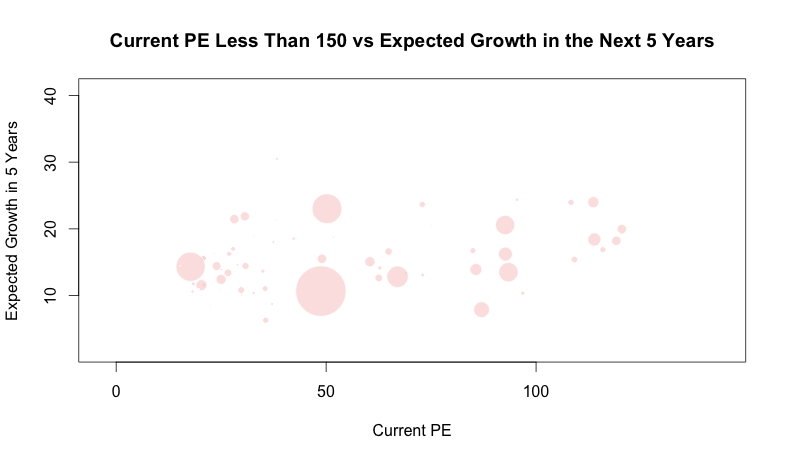 Current PE Less Than 150 vs Expected Growth in the Next 5 Years
Expected Growth in 5 Years
40
30
20
10
0 50 100
Current PE